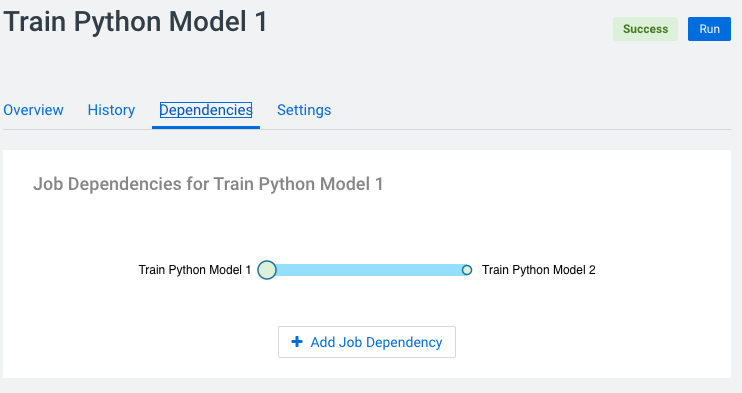 Train Python Model 1
Success
Run
Overview
History
Dependencies
Settings
Job Dependencies for Train Python Model 1
Train Python Model 1
Train Python Model 2
+ Add Job Dependency